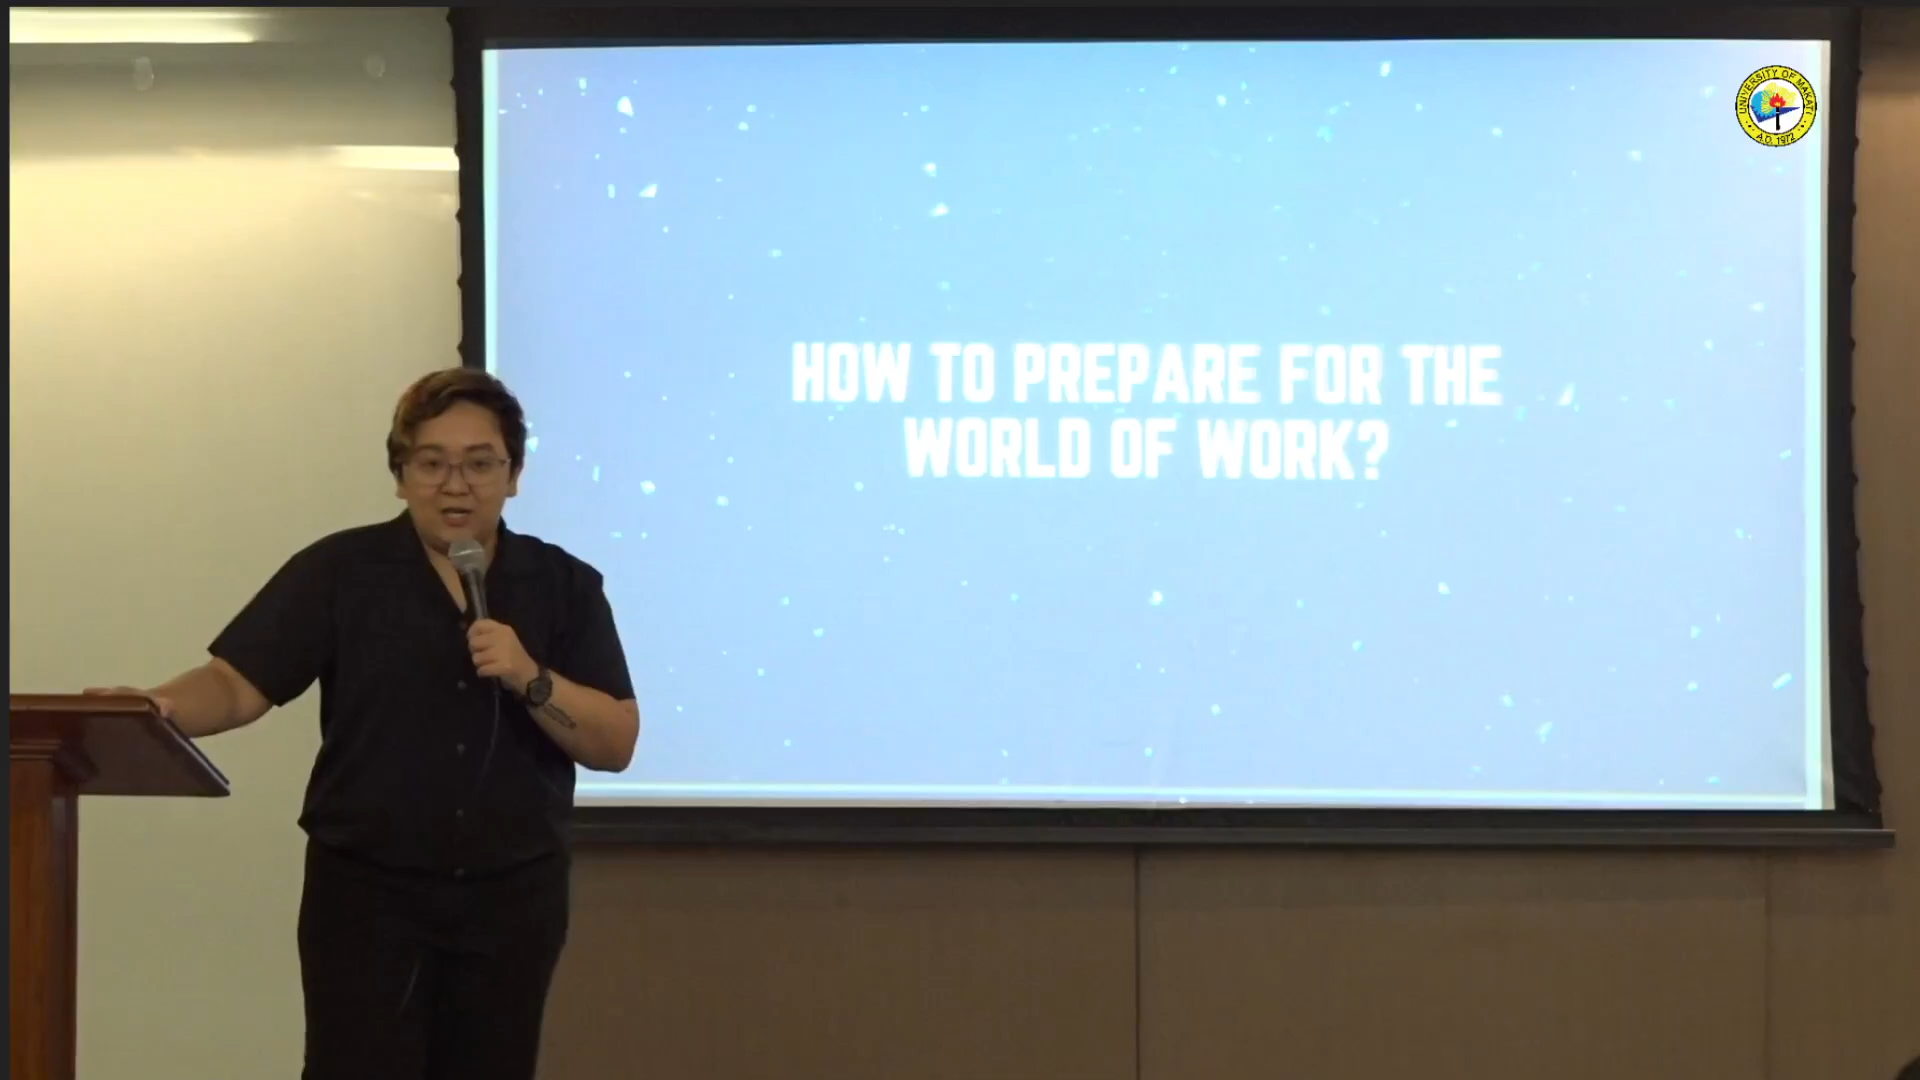 UNIVERSITY OF MAKATI
A.D. 1972
HOW TO PREPARE FOR THE
WORLD OF WORK?